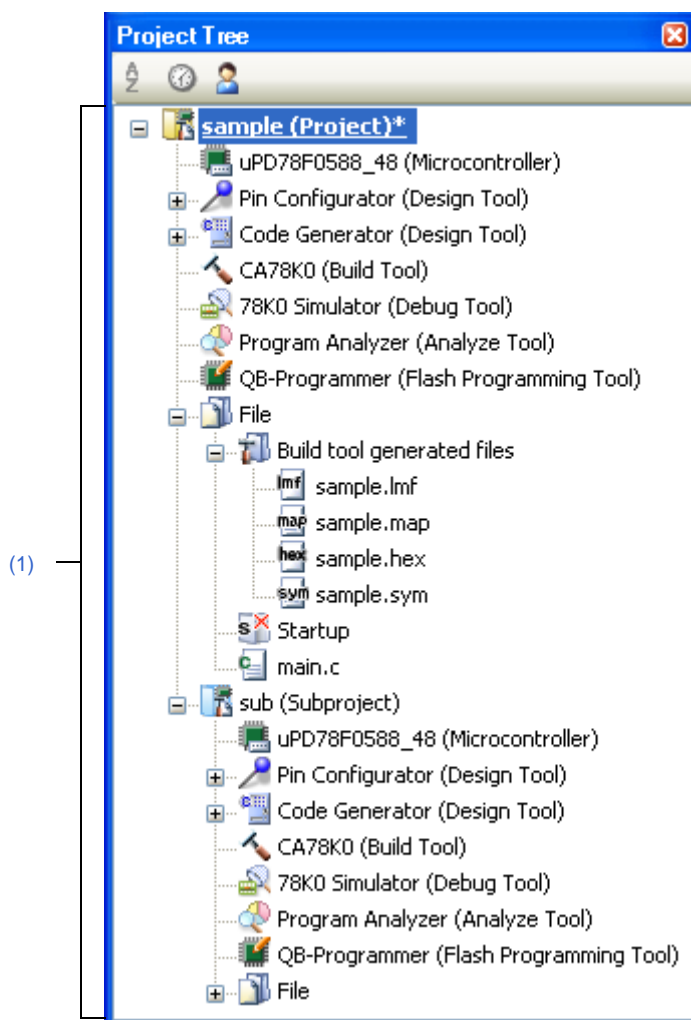 Project Tree
A
Z
sample (Project)*
uPD78F0588_48 (Microcontroller)
Pin Configurator (Design Tool)
Code Generator (Design Tool)
CA78K0 (Build Tool)
78K0 Simulator (Debug Tool)
Program Analyzer (Analyze Tool)
QB-Programmer (Flash Programming Tool)
File
Build tool generated files
lmf sample.lmf
map sample.map
(1)
hex sample.hex
sym sample.sym
S Startup
C main.c
sub (Subproject)
uPD78F0588_48 (Microcontroller)
Pin Configurator (Design Tool)
Code Generator (Design Tool)
CA78K0 (Build Tool)
78K0 Simulator (Debug Tool)
Program Analyzer (Analyze Tool)
QB-Programmer (Flash Programming Tool)
File